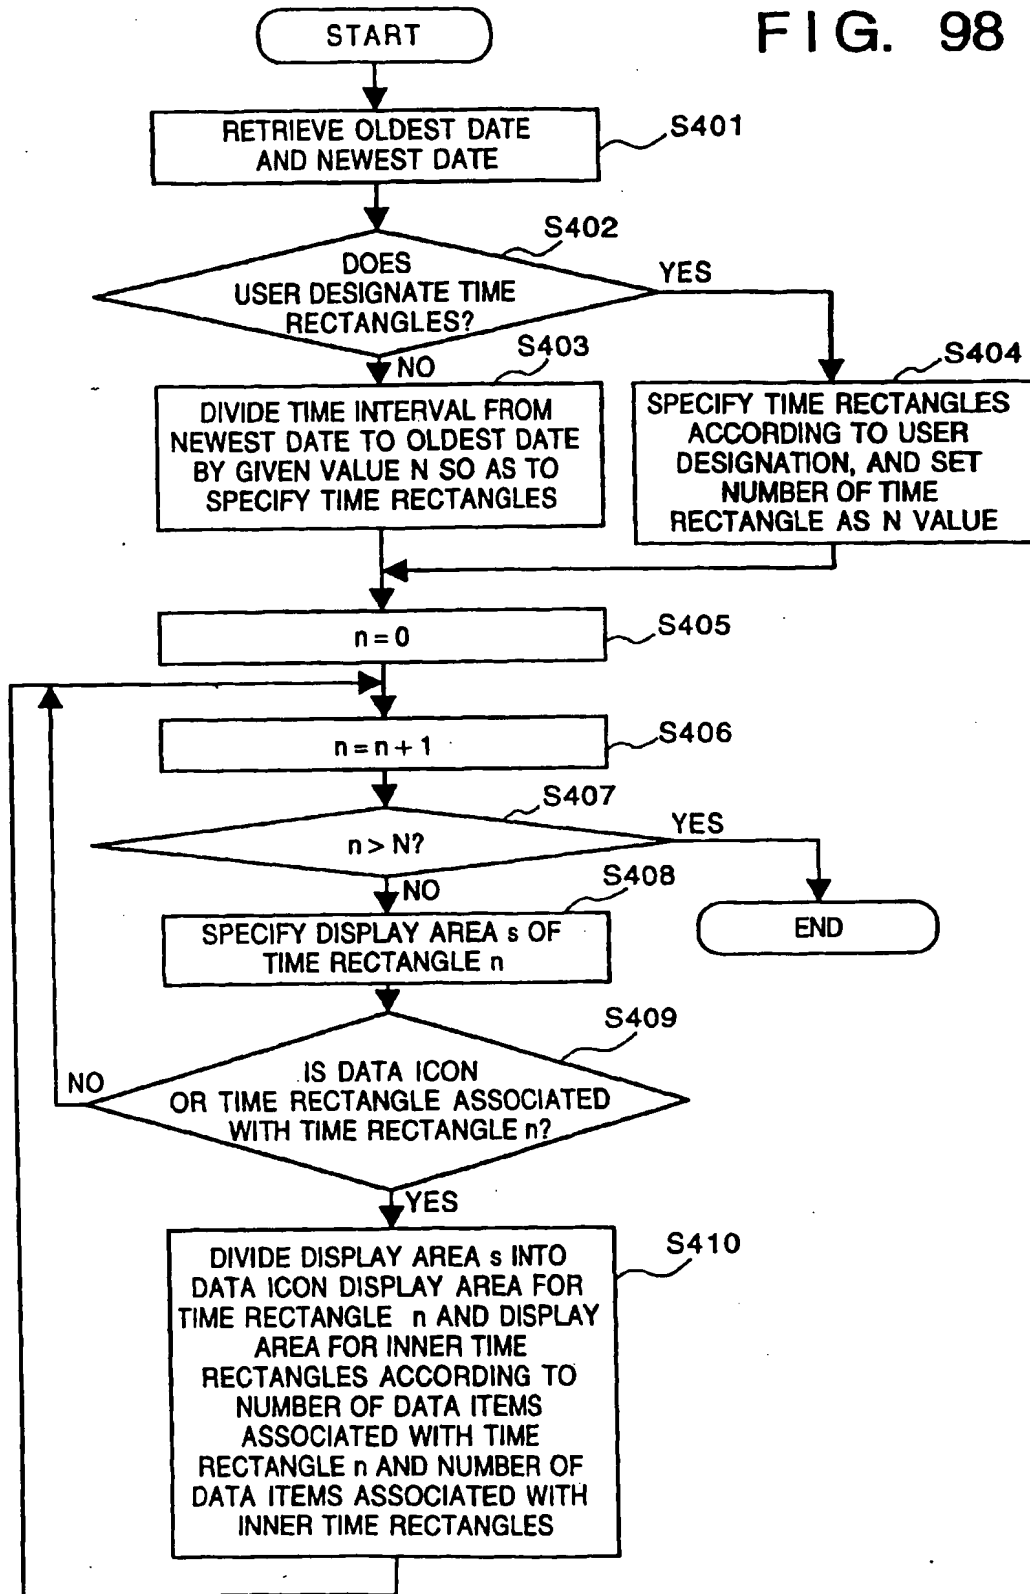 FIG. 98
START
RETRIEVE OLDEST DATE
AND NEWEST DATE
S401
S402
DOES
USER DESIGNATE TIME
RECTANGLES?
YES
NO
S403
DIVIDE TIME INTERVAL FROM
NEWEST DATE TO OLDEST DATE
BY GIVEN VALUE N SO AS TO
SPECIFY TIME RECTANGLES
S404
SPECIFY TIME RECTANGLES
ACCORDING TO USER
DESIGNATION, AND SET
NUMBER OF TIME
RECTANGLE AS N VALUE
n=0
S405
n=n+1
S406
S407
n>N?
YES
NO
END
S408
SPECIFY DISPLAY AREA s OF
TIME RECTANGLE n
S409
IS DATA ICON
OR TIME RECTANGLE ASSOCIATED
WITH TIME RECTANGLE n?
NO
YES
S410
DIVIDE DISPLAY AREA s INTO
DATA ICON DISPLAY AREA FOR
TIME RECTANGLE n AND DISPLAY
AREA FOR INNER TIME
RECTANGLES ACCORDING TO
NUMBER OF DATA ITEMS
ASSOCIATED WITH TIME
RECTANGLE n AND NUMBER OF
DATA ITEMS ASSOCIATED WITH
INNER TIME RECTANGLES